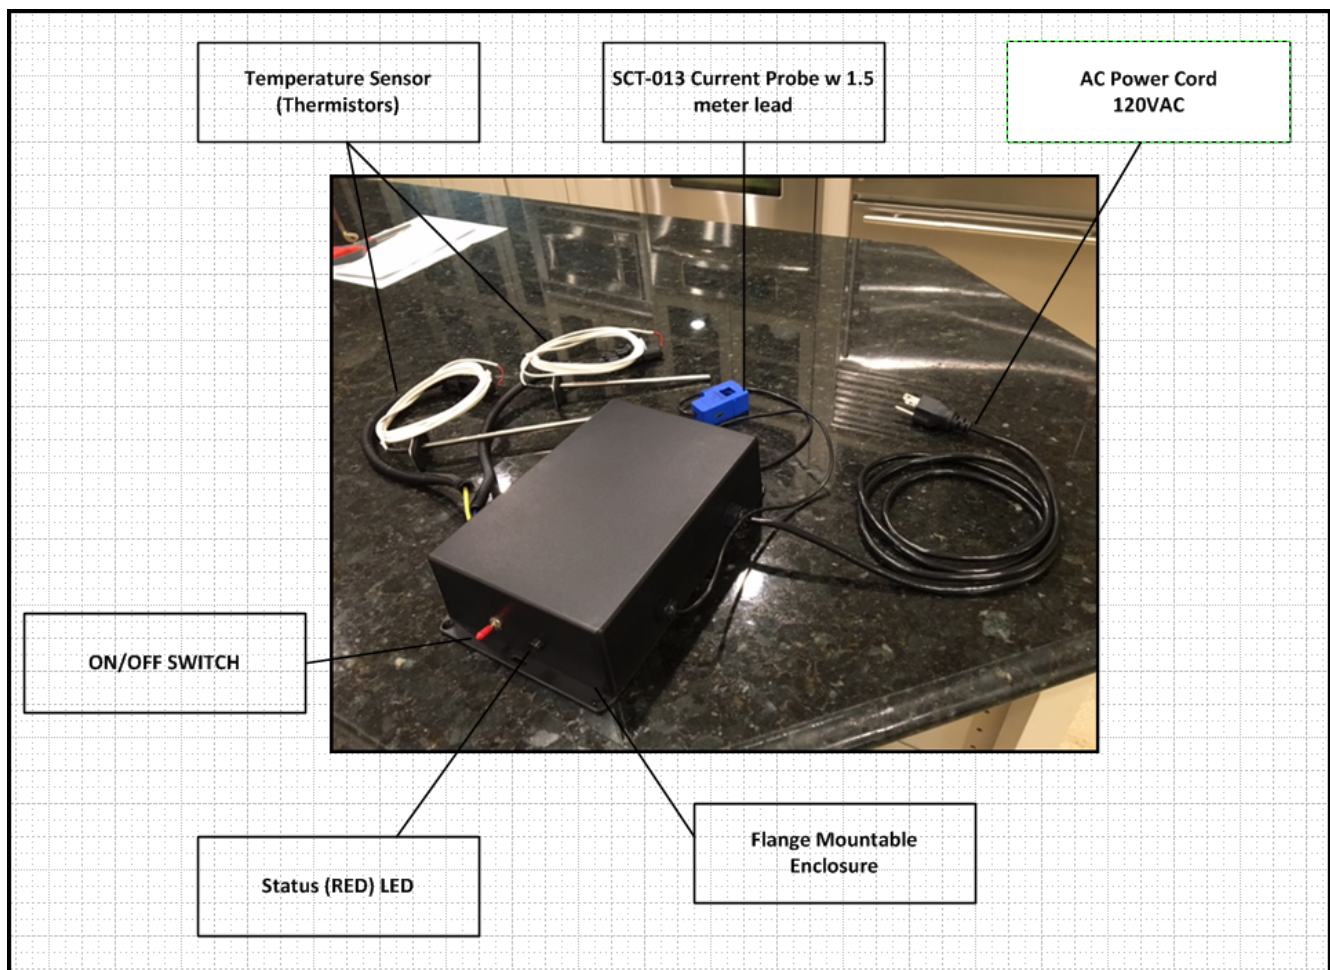 Temperature Sensor
(Thermistors)
SCT-013 Current Probe w 1.5
meter lead
AC Power Cord
120VAC
ON/OFF SWITCH
Status (RED) LED
Flange Mountable
Enclosure